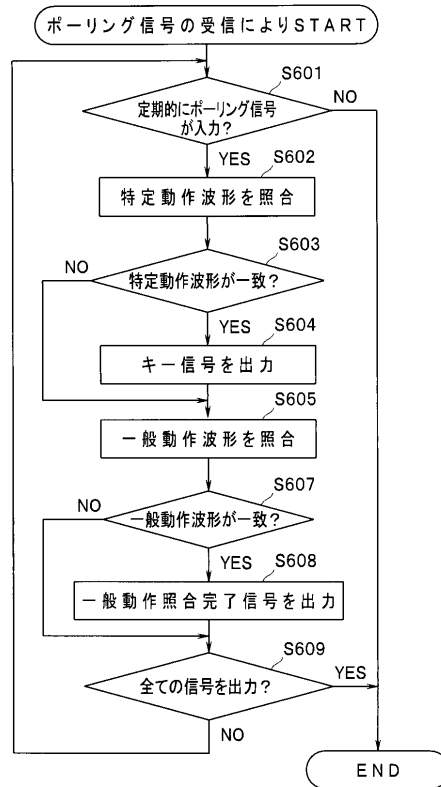 ポーリング信号の受信によりSTART
S601
定期的にポーリング信号
が入力?
NO
YES
S602
特定動作波形を照合
S603
NO
特定動作波形が一致?
YES
S604
キー信号を出力
S605
一般動作波形を照合
S607
NO
一般動作波形が一致?
YES
S608
一般動作照合完了信号を出力
S609
全ての信号を出力?
YES
NO
END